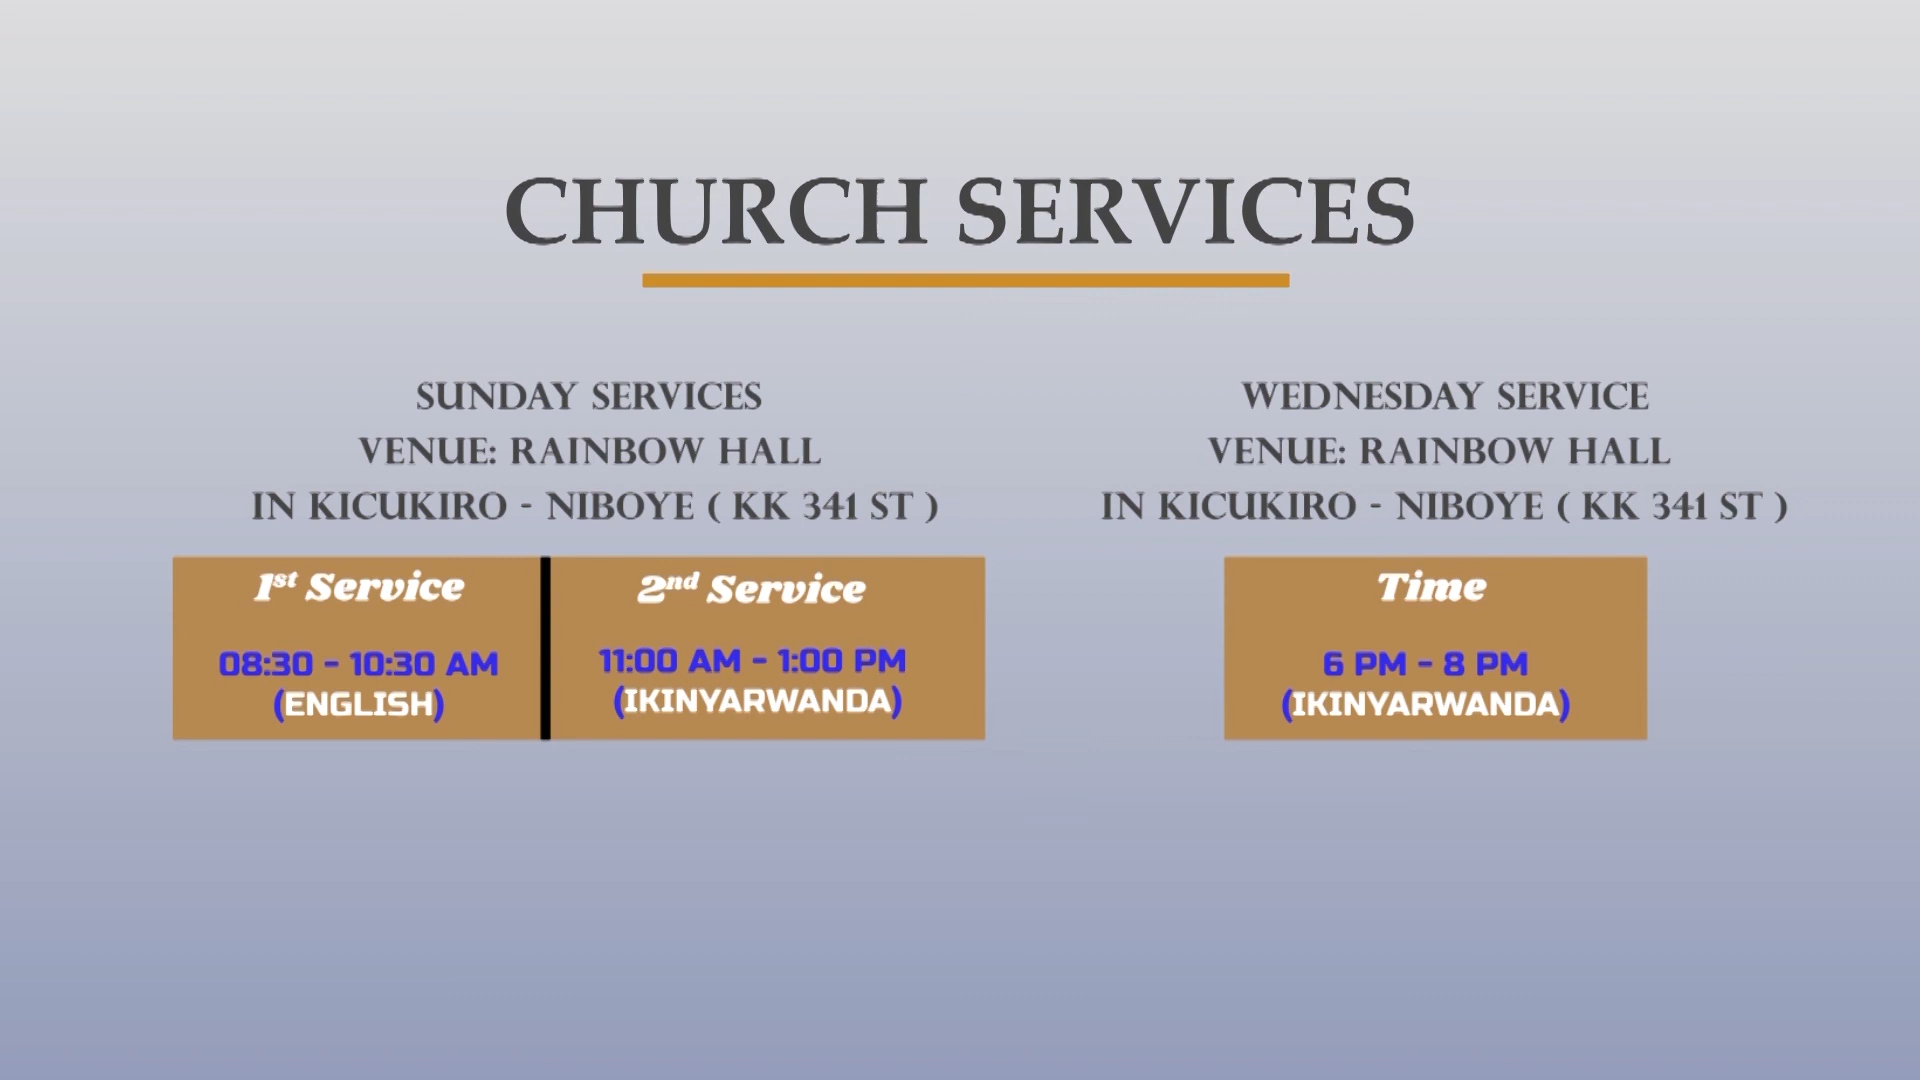 CHURCH SERVICES
SUNDAY SERVICES
VENUE: RAINBOW HALL
IN KICUKIRO - NIBOYE ( KK 341 ST )
1st Service
08:30 - 10:30 AM
(ENGLISH)
2nd Service
11:00 AM - 1:00 PM
(IKINYARWANDA)
WEDNESDAY SERVICE
VENUE: RAINBOW HALL
IN KICUKIRO - NIBOYE ( KK 341 ST )
Time
6 PM - 8 PM
(IKINYARWANDA)